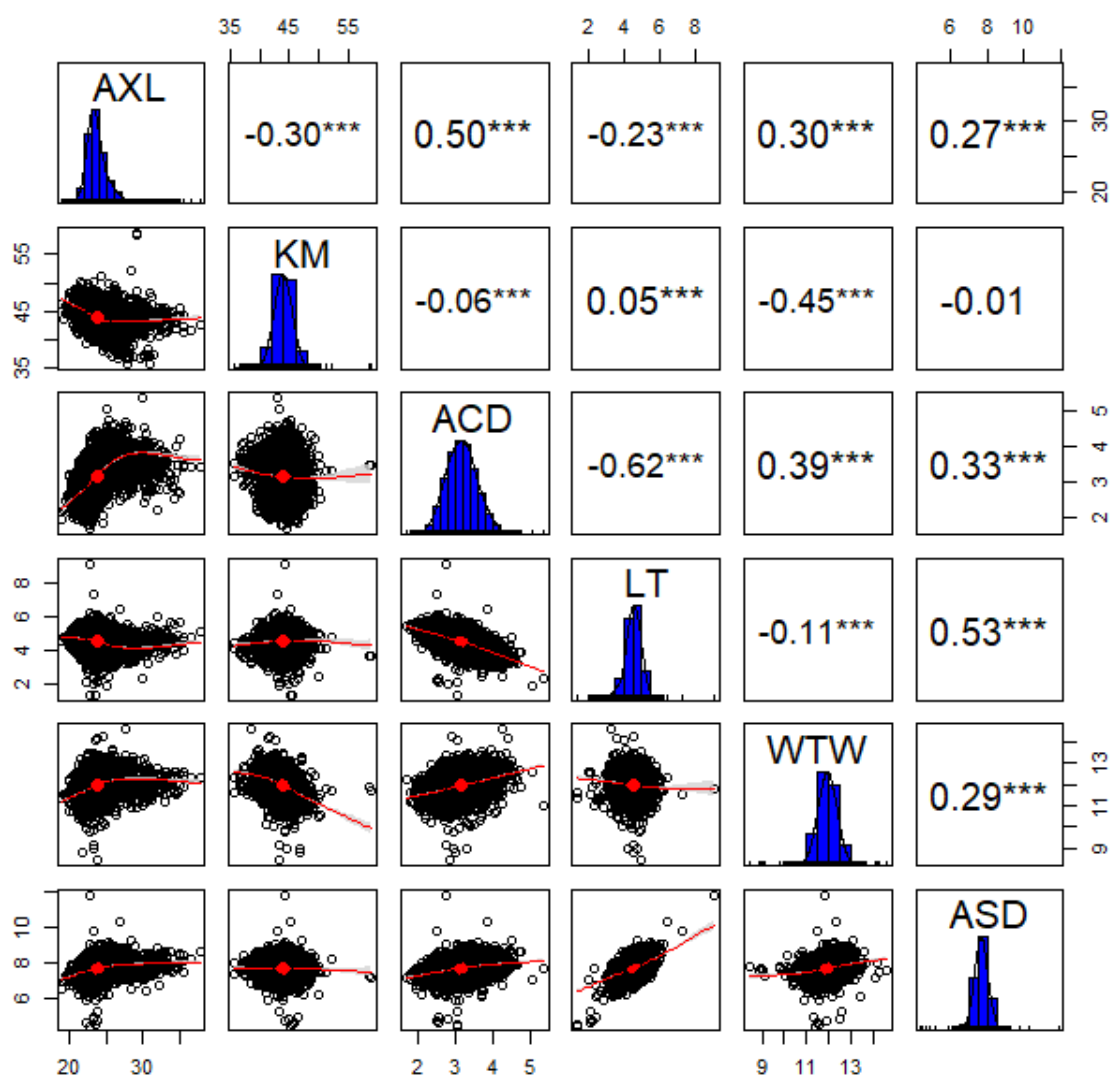 35 45 55 2 4 6 8 6 8 10
AXL -0.30*** 0.50*** -0.23*** 0.30*** 0.27*** 20 30
35 45 55 KM -0.06*** 0.05*** -0.45*** -0.01
ACD -0.62*** 0.39*** 0.33*** 2 3 4 5
2 4 6 8 LT -0.11*** 0.53***
WTW 0.29*** 9 11 13
6 8 10 ASD
20 30 2 3 4 5 9 11 13